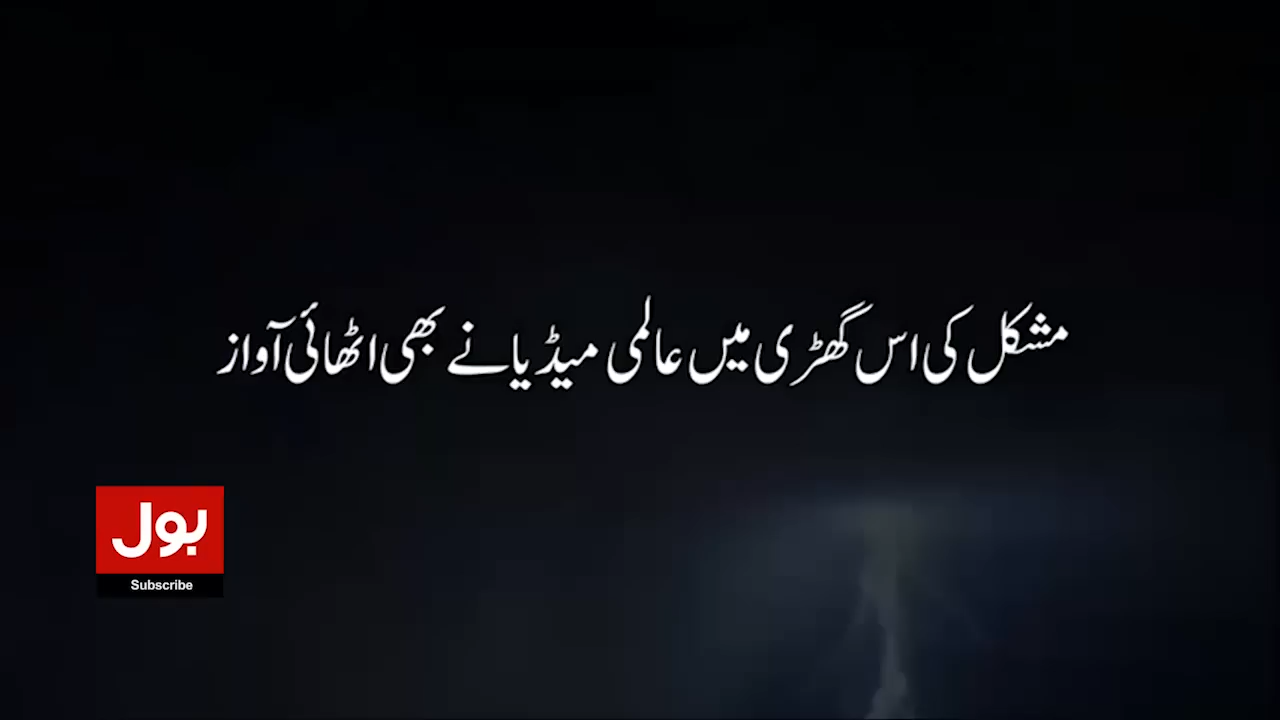 مشکل کی اس گھڑی میں عالمی میڈیا نے بھی اٹھائی آواز
بول
Subscribe